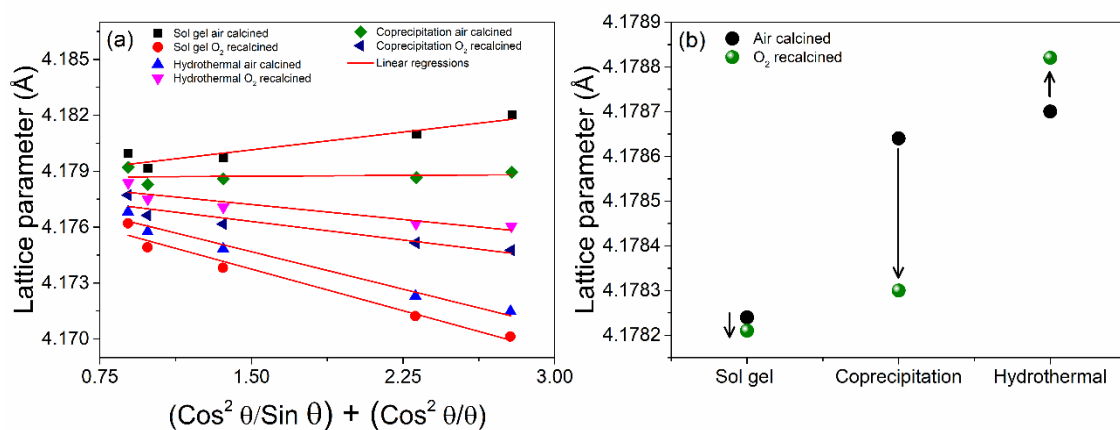 (a)
Sol gel air calcined
Sol gel O₂ recalcined
Hydrothermal air calcined
Hydrothermal O₂ recalcined
Coprecipitation air calcined
Coprecipitation O₂ recalcined
Linear regressions
Lattice parameter (Å)
4.185
4.182
4.179
4.176
4.173
4.170
0.75
1.50
2.25
3.00
(Cos² θ/Sin θ) + (Cos² θ/θ)
(b)
Air calcined
O₂ recalcined
Lattice parameter (Å)
4.1789
4.1788
4.1787
4.1786
4.1785
4.1784
4.1783
4.1782
Sol gel
Coprecipitation
Hydrothermal